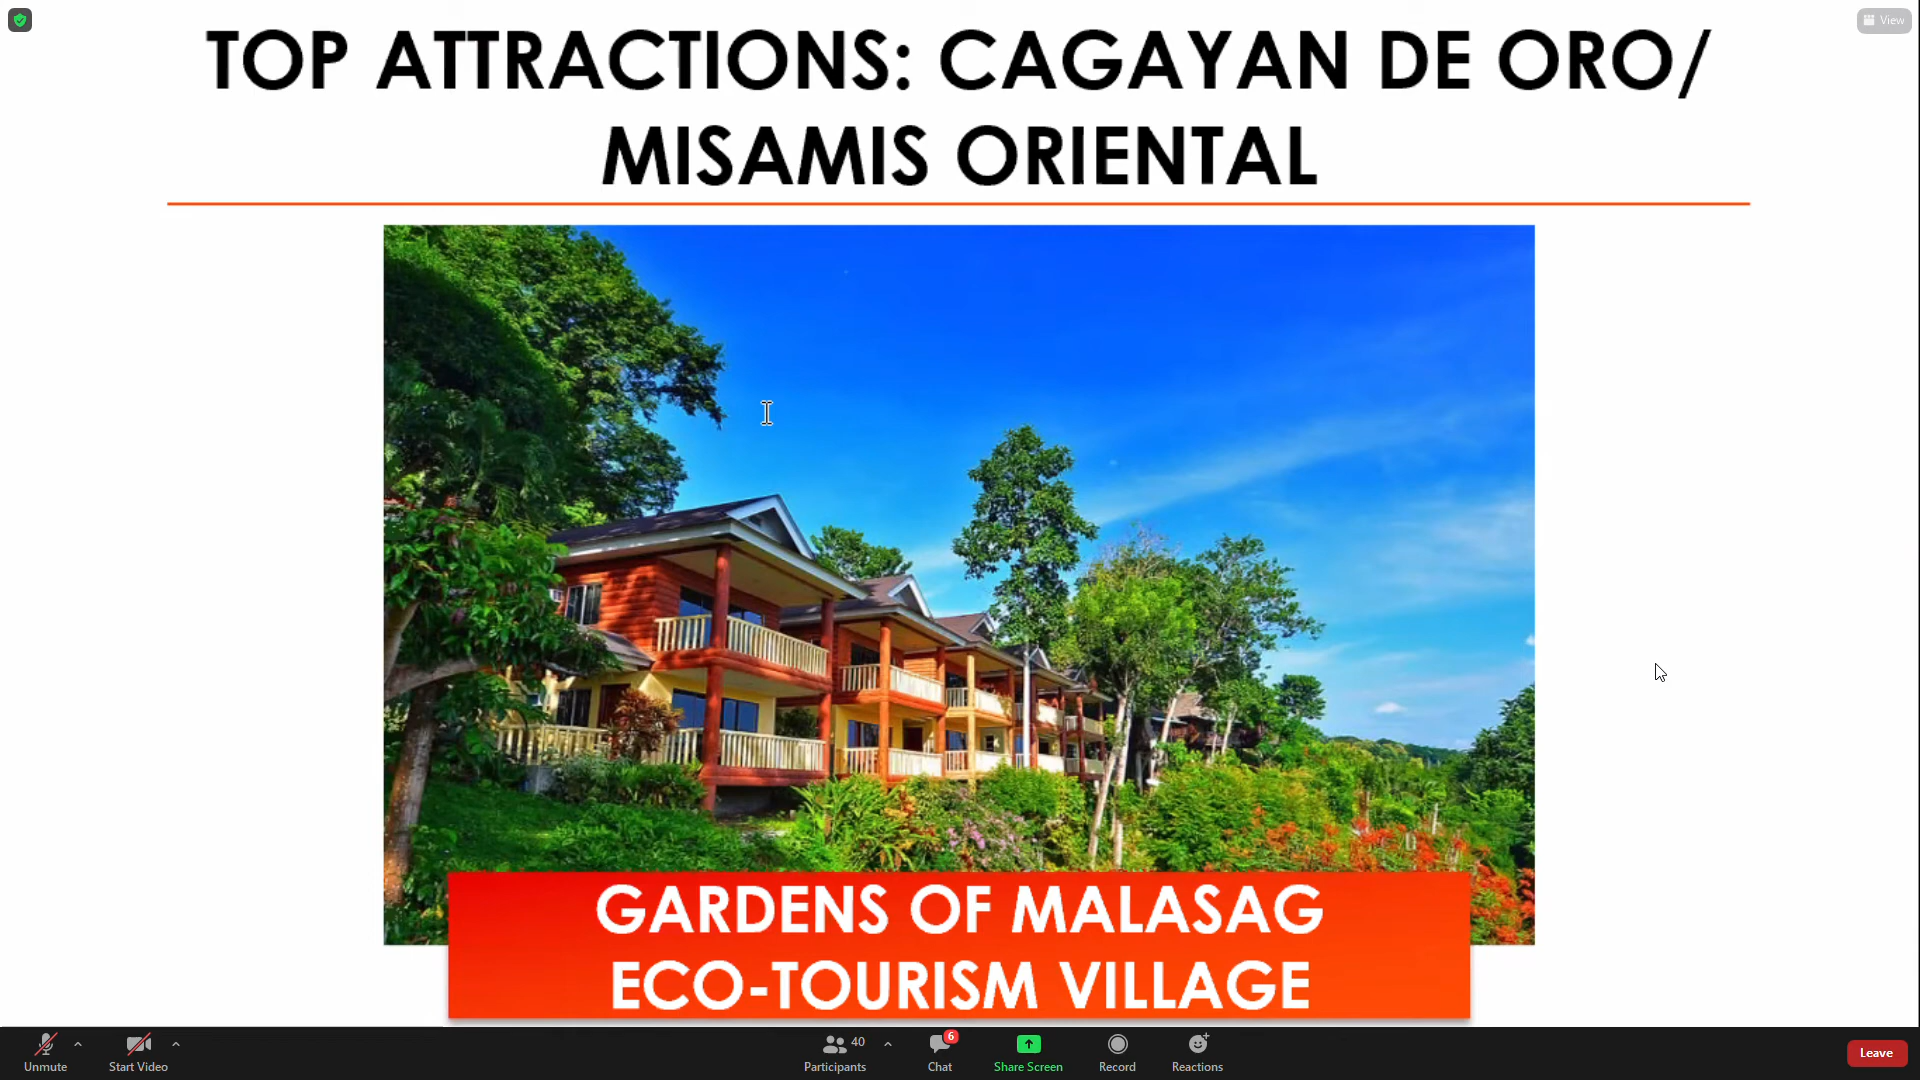 View
TOP ATTRACTIONS: CAGAYAN DE ORO/
MISAMIS ORIENTAL
GARDENS OF MALASAG
ECO-TOURISM VILLAGE
Unmute
Start Video
40
Participants
6
Chat
Share Screen
Record
Reactions
Leave